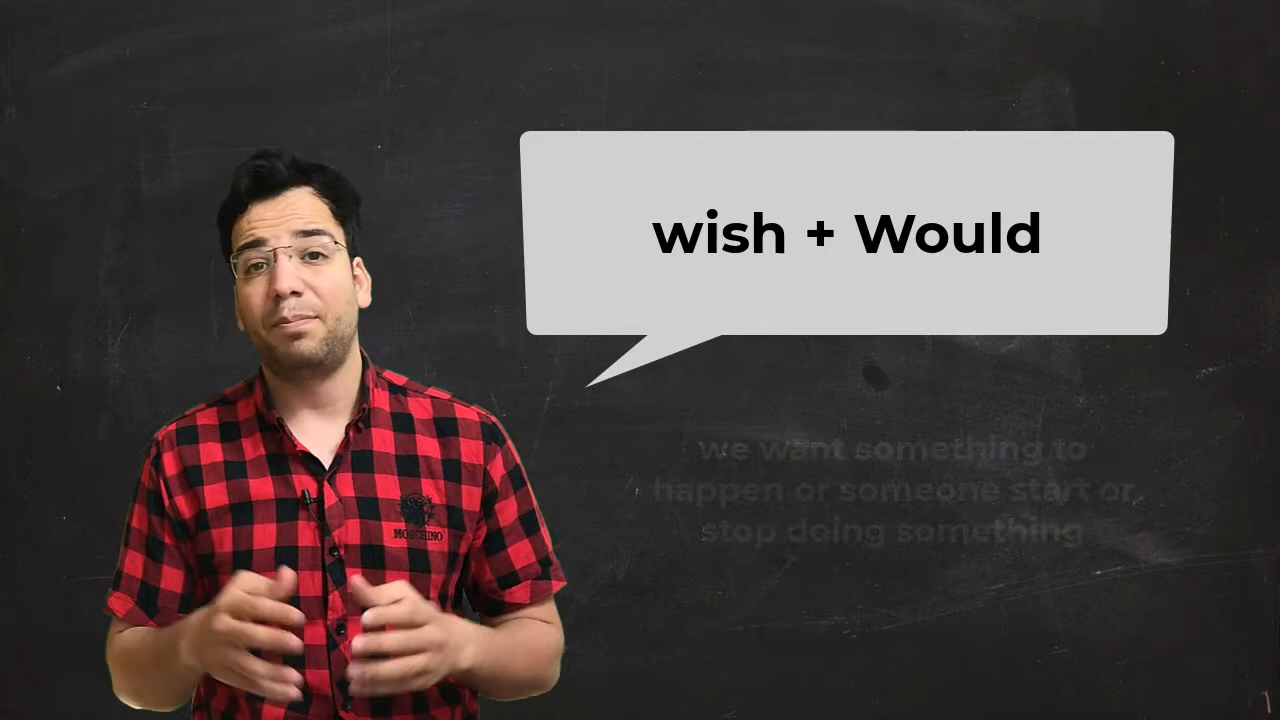 wish + Would
we want something to
happen or someone start or
stop doing something
MOSCHINO